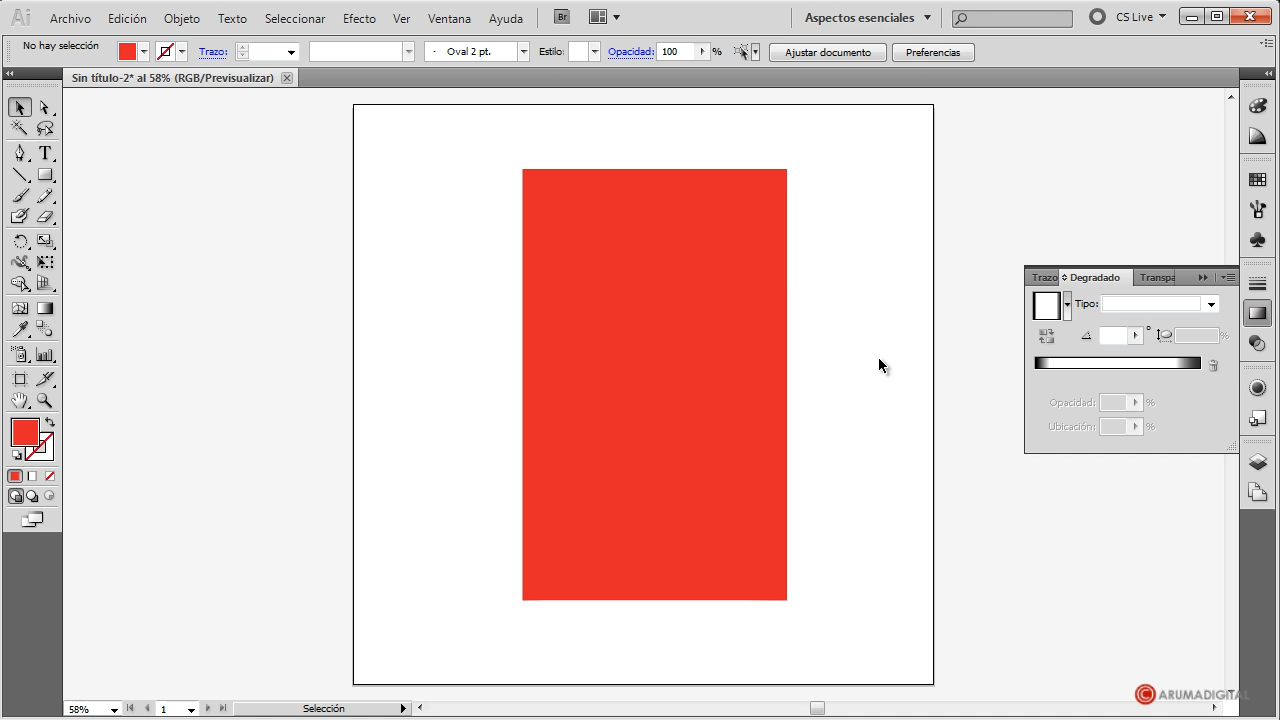 Ai Archivo Edición Objeto Texto Seleccionar Efecto Ver Ventana Ayuda Br Aspectos esenciales CS Live
No hay selección Trazo: Oval 2 pt. Estilo: Opacidad: 100 % Ajustar documento Preferencias
Sin título-2* al 58% (RGB/Previsualizar)
Trazo Degradado Transpa
Tipo:
° %
Opacidad: %
Ubicación: %
58% 1 Selección
© ARUMADIGITAL